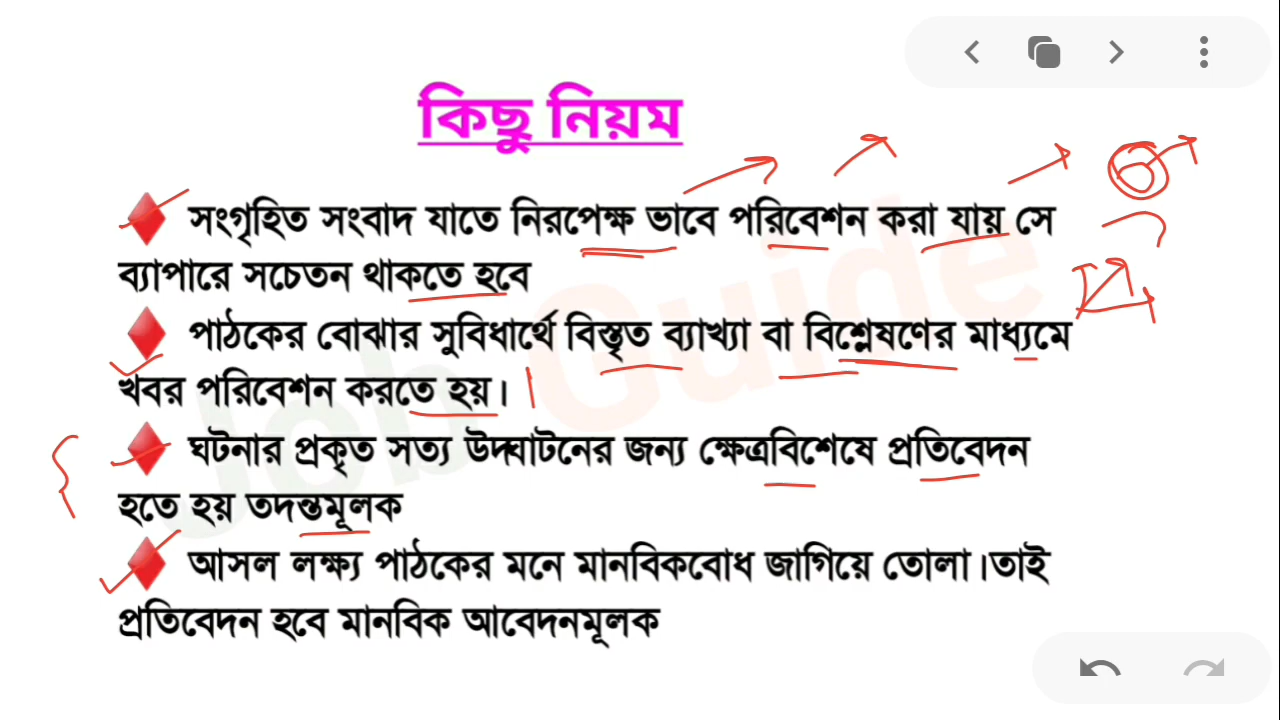 কিছু নিয়ম
সংগৃহিত সংবাদ যাতে নিরপেক্ষ ভাবে পরিবেশন করা যায় সে
ব্যাপারে সচেতন থাকতে হবে
পাঠকের বোঝার সুবিধার্থে বিস্তৃত ব্যাখ্যা বা বিশ্লেষণের মাধ্যমে
খবর পরিবেশন করতে হয়।
ঘটনার প্রকৃত সত্য উদ্ঘাটনের জন্য ক্ষেত্রবিশেষে প্রতিবেদন
হতে হয় তদন্তমূলক
আসল লক্ষ্য পাঠকের মনে মানবিকবোধ জাগিয়ে তোলা।তাই
প্রতিবেদন হবে মানবিক আবেদনমূলক
Job Guide